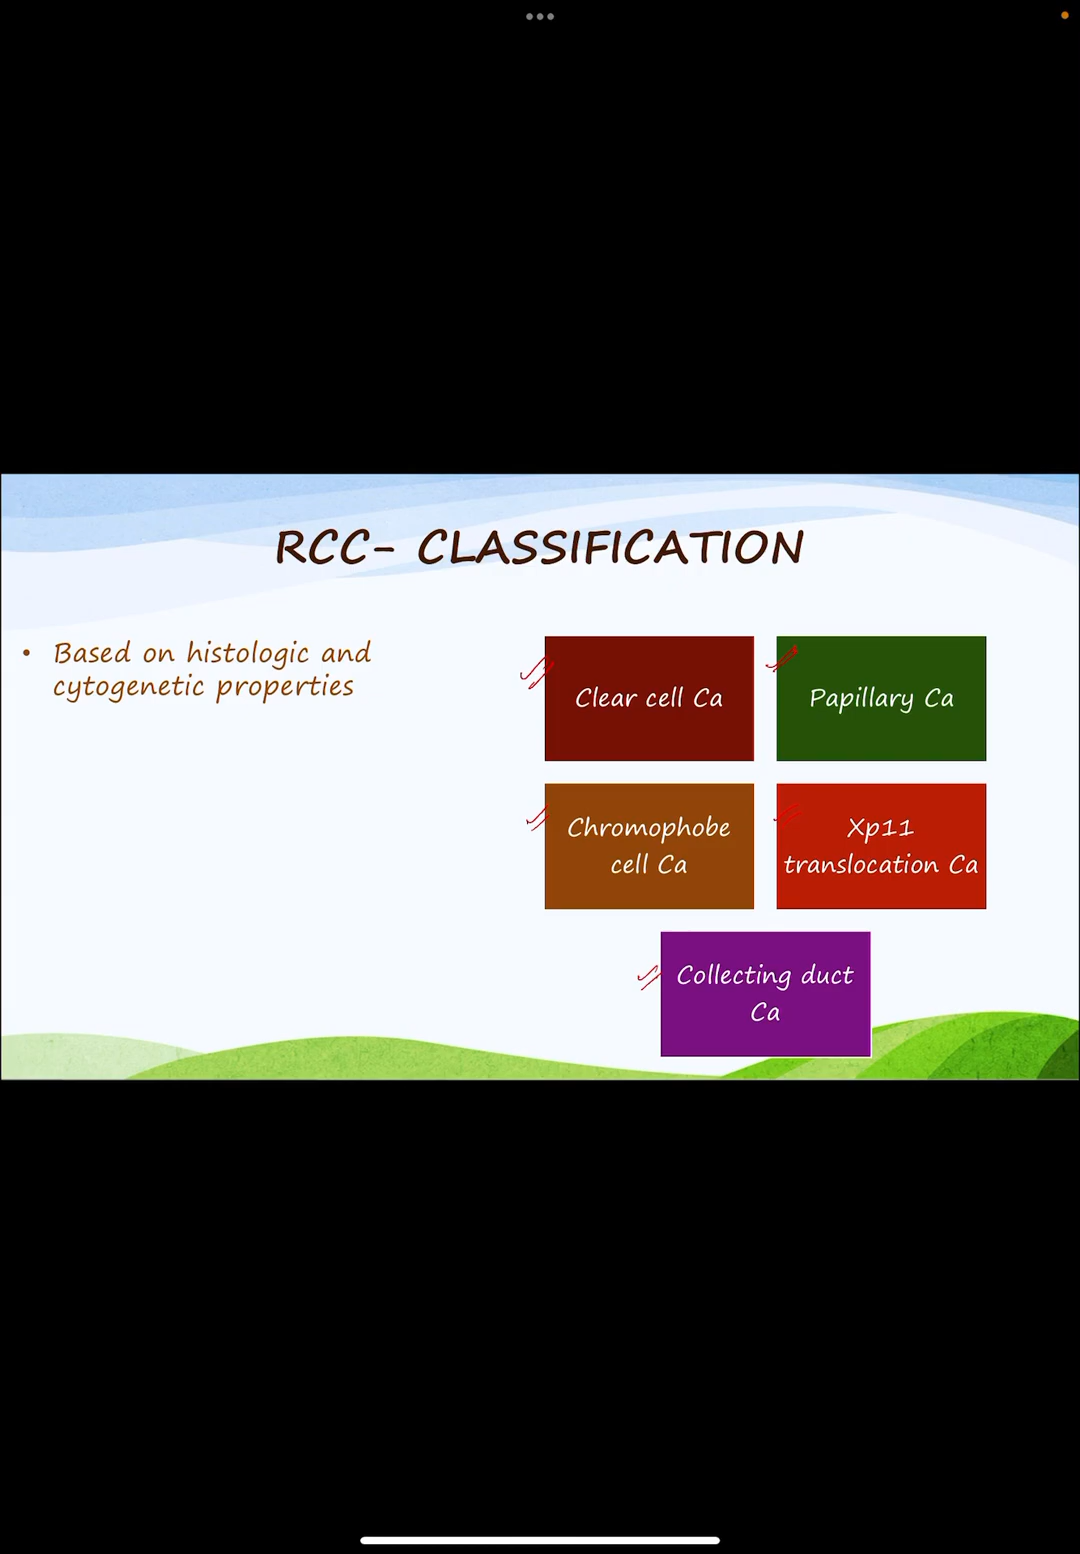 RCC- CLASSIFICATION
• Based on histologic and
cytogenetic properties
Clear cell Ca
Papillary Ca
Chromophobe
cell Ca
Xp11
translocation Ca
Collecting duct
Ca